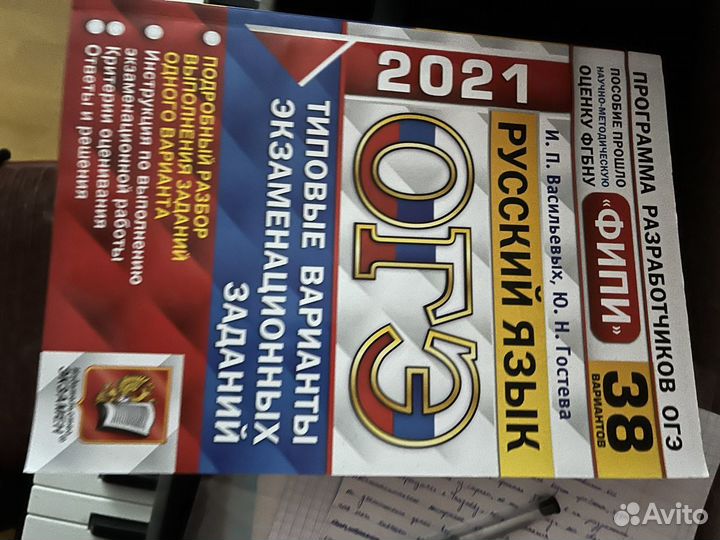 ПРОГРАММА РАЗРАБОТЧИКОВ ОГЭ
ПОСОБИЕ ПРОШЛО
НАУЧНО-МЕТОДИЧЕСКУЮ
ОЦЕНКУ ФГБНУ
«ФИПИ»
38
ВАРИАНТОВ
И. П. Васильевых, Ю. Н. Гостева
РУССКИЙ ЯЗЫК
2021
ОГЭ
ТИПОВЫЕ ВАРИАНТЫ
ЭКЗАМЕНАЦИОННЫХ
ЗАДАНИЙ
ПОДРОБНЫЙ РАЗБОР
ВЫПОЛНЕНИЯ ЗАДАНИЙ
ОДНОГО ВАРИАНТА
Инструкция по выполнению
экзаменационной работы
Критерии оценивания
Ответы и решения
ЭКЗАМЕН
Avito